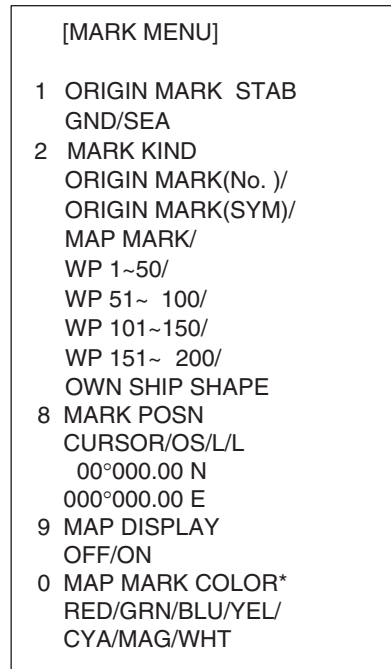 [MARK MENU]
1 ORIGIN MARK STAB
GND/SEA
2 MARK KIND
ORIGIN MARK(No. )/
ORIGIN MARK(SYM)/
MAP MARK/
WP 1~50/
WP 51~ 100/
WP 101~150/
WP 151~ 200/
OWN SHIP SHAPE
8 MARK POSN
CURSOR/OS/L/L
00°000.00 N
000°000.00 E
9 MAP DISPLAY
OFF/ON
0 MAP MARK COLOR*
RED/GRN/BLU/YEL/
CYA/MAG/WHT